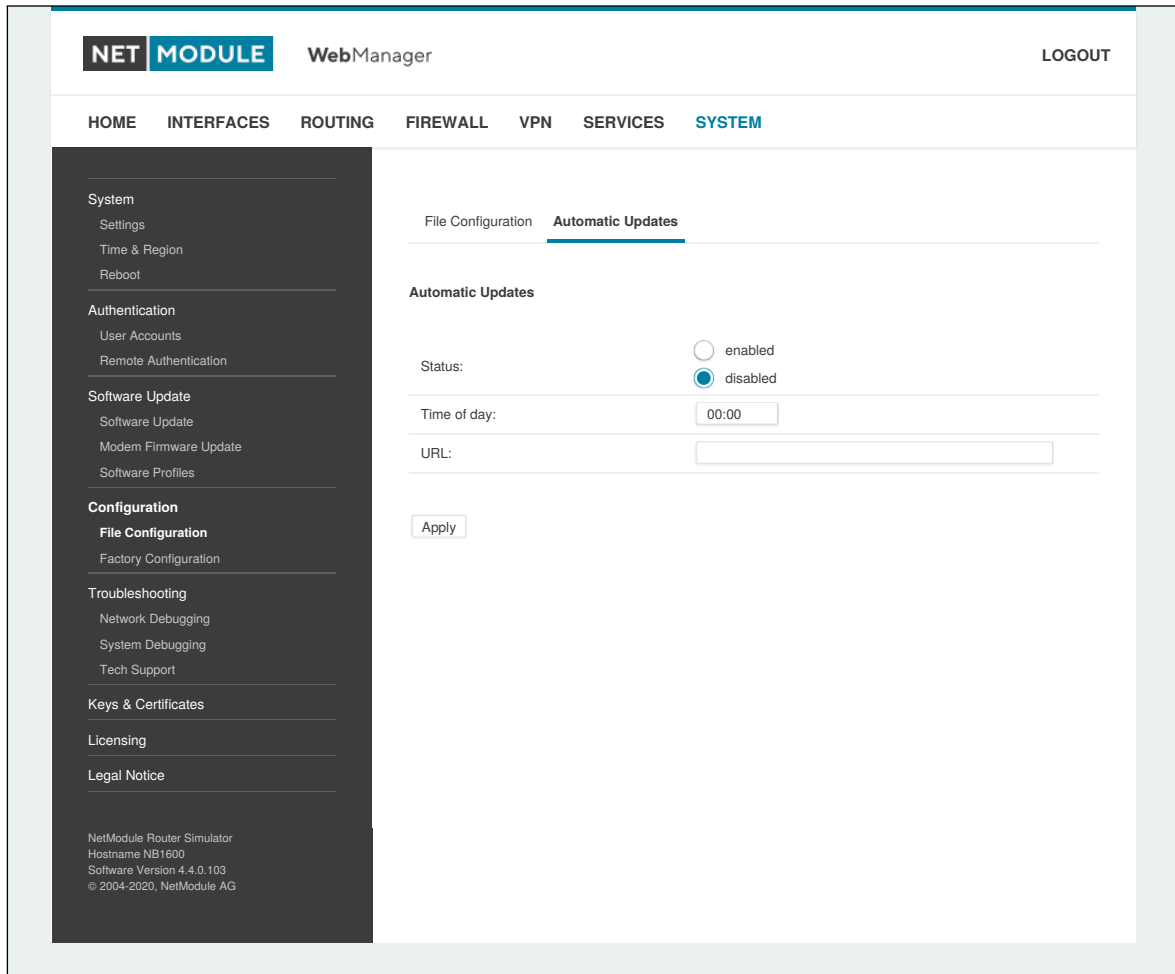 NET MODULE WebManager LOGOUT
HOME INTERFACES ROUTING FIREWALL VPN SERVICES SYSTEM
System
Settings
Time & Region
Reboot
Authentication
User Accounts
Remote Authentication
Software Update
Software Update
Modem Firmware Update
Software Profiles
Configuration
File Configuration
Factory Configuration
Troubleshooting
Network Debugging
System Debugging
Tech Support
Keys & Certificates
Licensing
Legal Notice
NetModule Router Simulator
Hostname NB1600
Software Version 4.4.0.103
© 2004-2020, NetModule AG
File Configuration Automatic Updates
Automatic Updates
Status: enabled
disabled
Time of day: 00:00
URL:
Apply